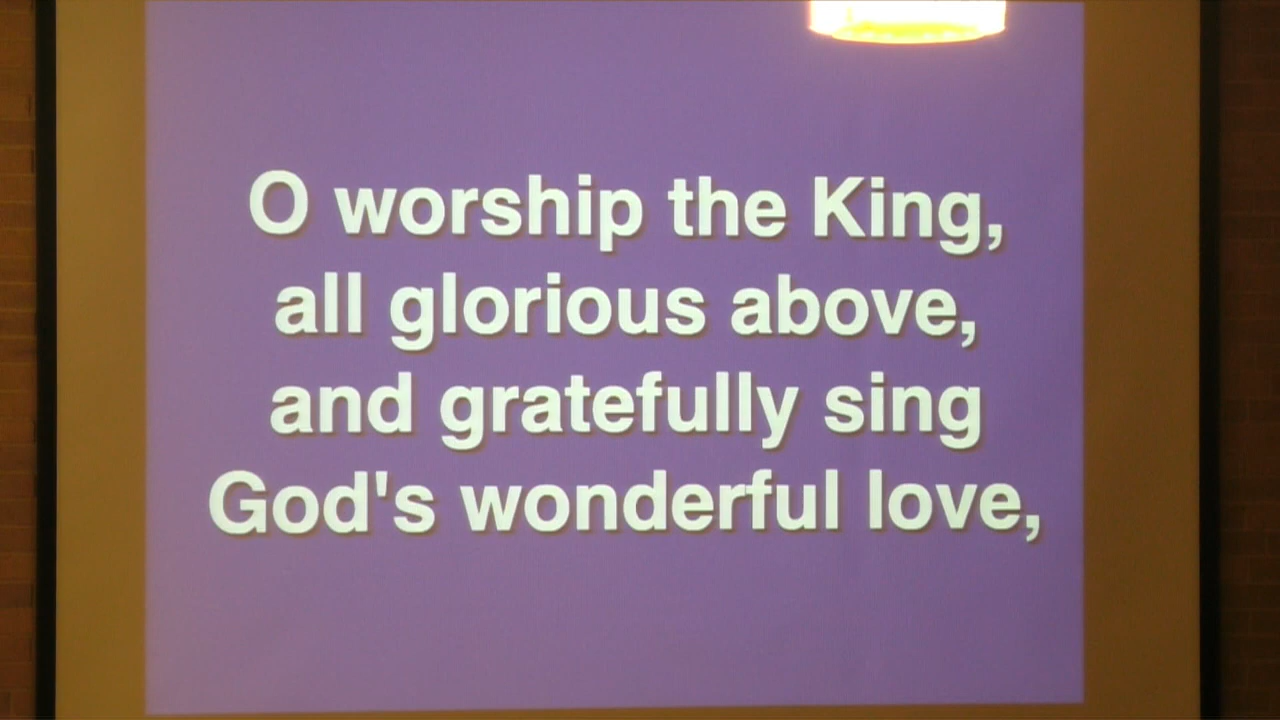 O worship the King,
all glorious above,
and gratefully sing
God's wonderful love,